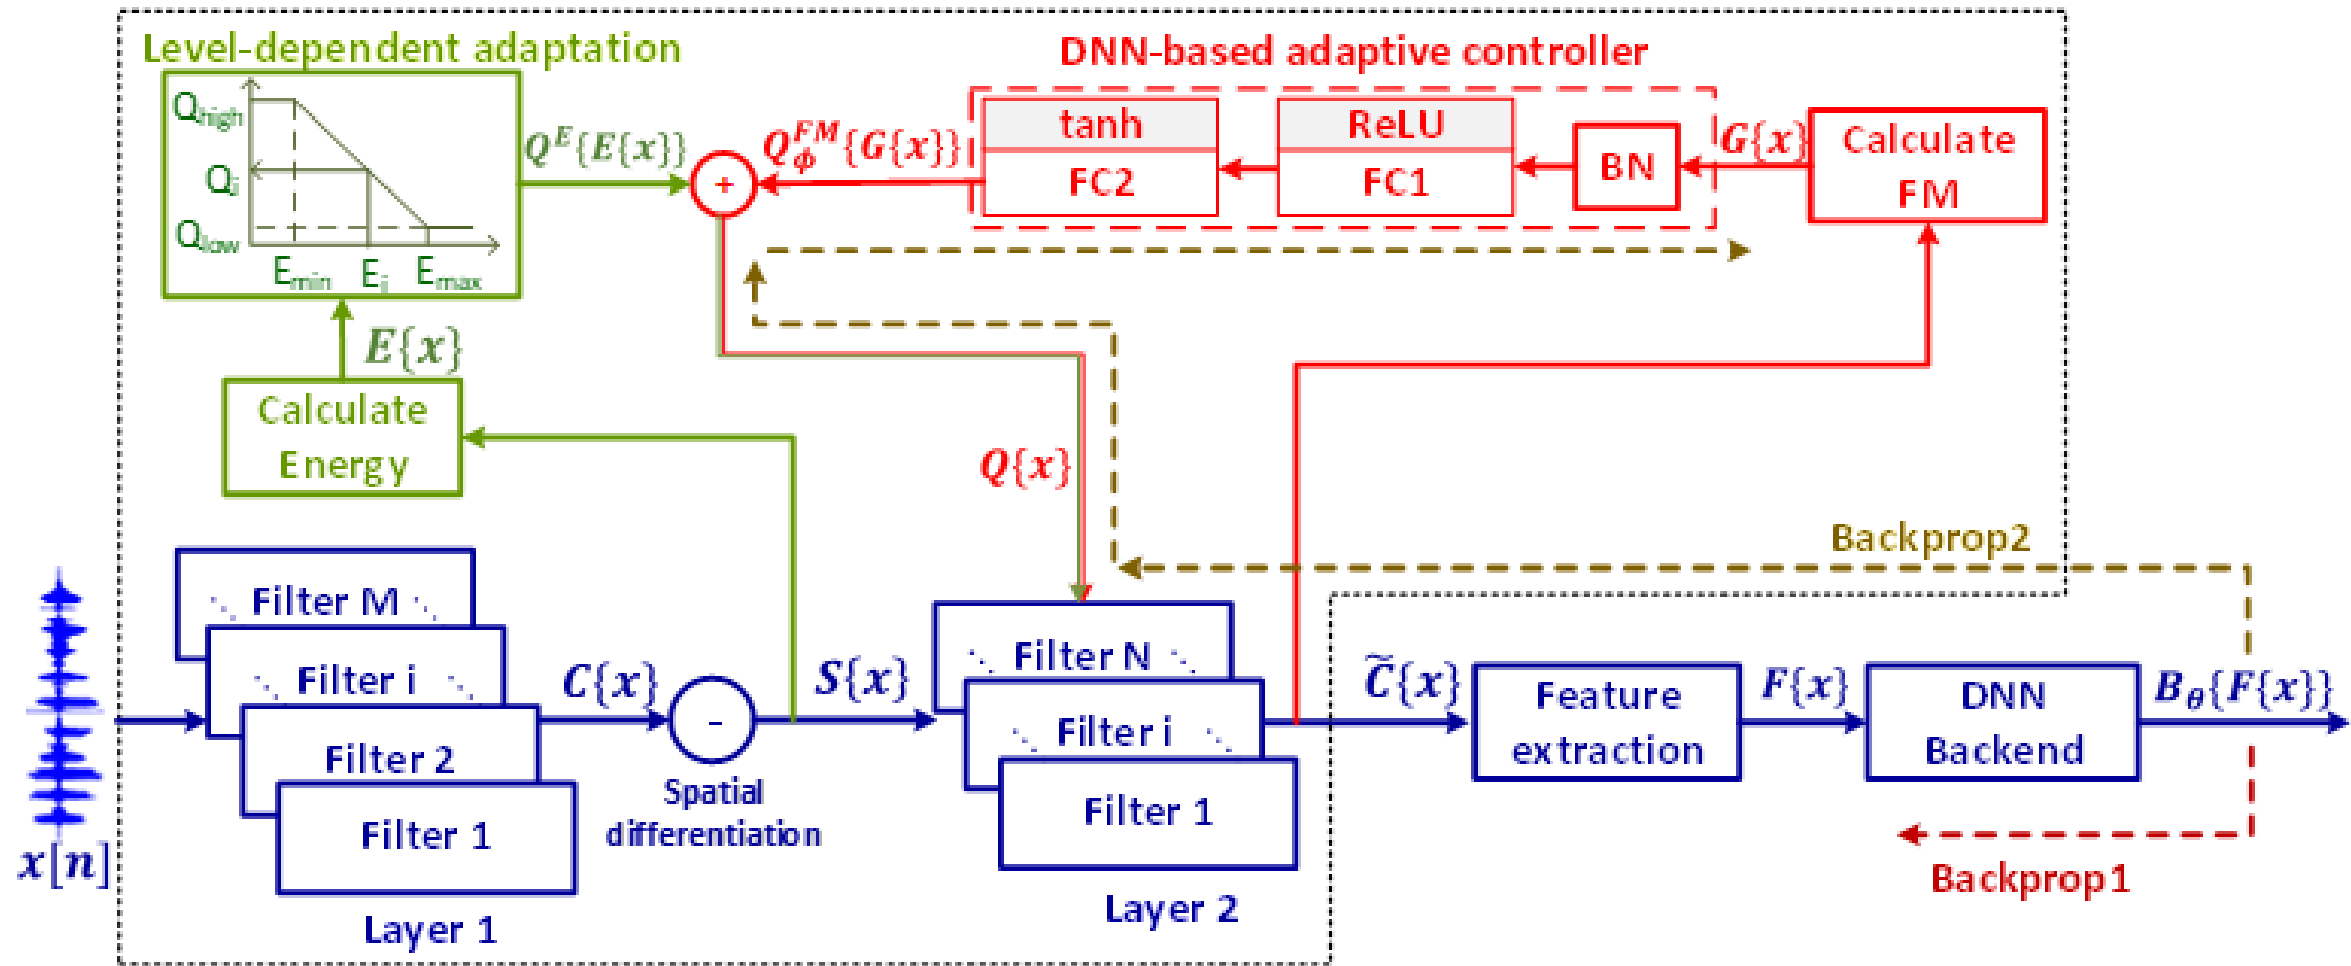 Level-dependent adaptation
Q_high
Q_i
Q_low
E_min E_i E_max
Q^E{E{x}}
+
Q_ϕ^FM{G{x}}
DNN-based adaptive controller
tanh
FC2
ReLU
FC1
BN
G{x}
Calculate
FM
E{x}
Calculate
Energy
Q{x}
Backprop2
x[n]
Filter M
Filter i
Filter 2
Filter 1
Layer 1
C{x}
-
Spatial
differentiation
S{x}
Filter N
Filter i
Filter 1
Layer 2
C̃{x}
Feature
extraction
F{x}
DNN
Backend
B_θ{F{x}}
Backprop1